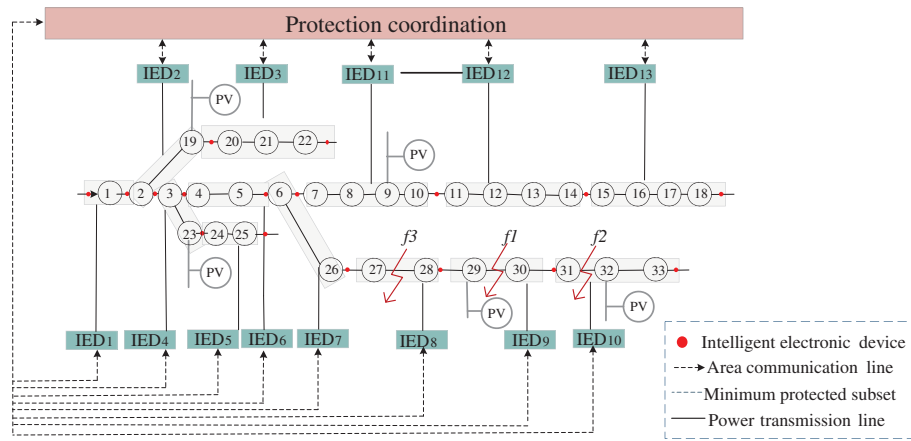 Protection coordination
IED2 IED3 IED11 IED12 IED13
PV
19 20 21 22
PV
1 2 3 4 5 6 7 8 9 10 11 12 13 14 15 16 17 18
23 24 25
f3 f1 f2
PV
26 27 28 29 30 31 32 33
PV PV
IED1 IED4 IED5 IED6 IED7 IED8 IED9 IED10
Intelligent electronic device
Area communication line
Minimum protected subset
Power transmission line